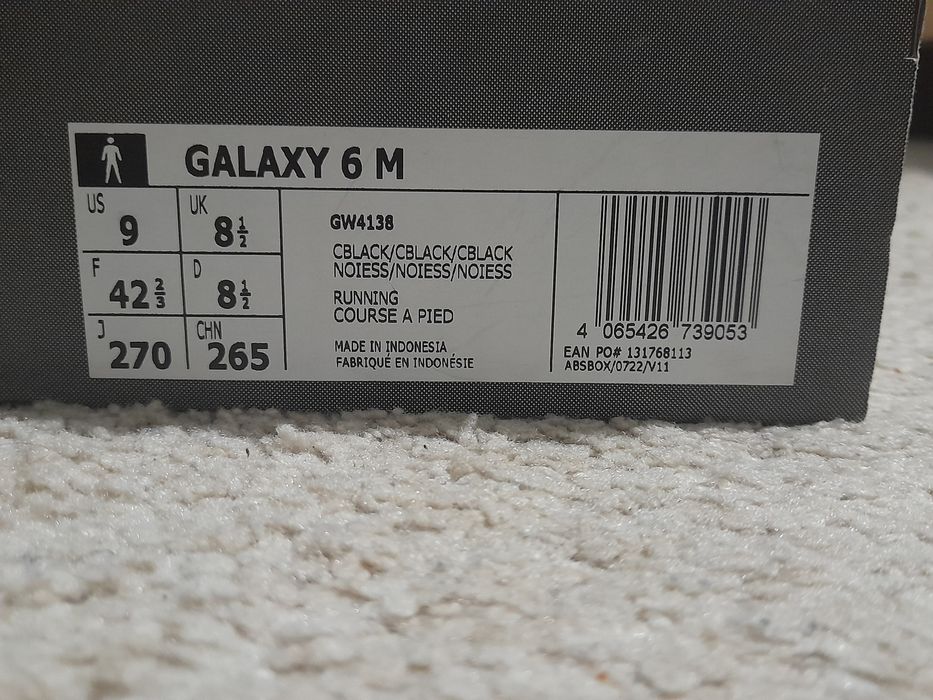 GALAXY 6 M
US 9 UK 8 1/2
F 42 2/3 D 8 1/2
J 270 CHN 265
GW4138
CBLACK/CBLACK/CBLACK
NOIESS/NOIESS/NOIESS
RUNNING
COURSE A PIED
MADE IN INDONESIA
FABRIQUÉ EN INDONÉSIE
4 065426 739053
EAN PO# 131768113
ABSBOX/0722/V11